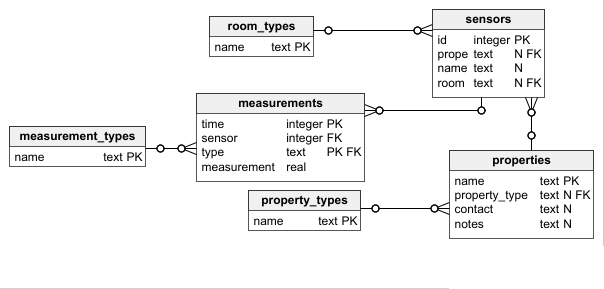 room_types
name text PK
sensors
id integer PK
prope text N FK
name text N
room text N FK
measurements
time integer PK
sensor integer FK
type text PK FK
measurement real
measurement_types
name text PK
properties
name text PK
property_type text N FK
contact text N
notes text N
property_types
name text PK